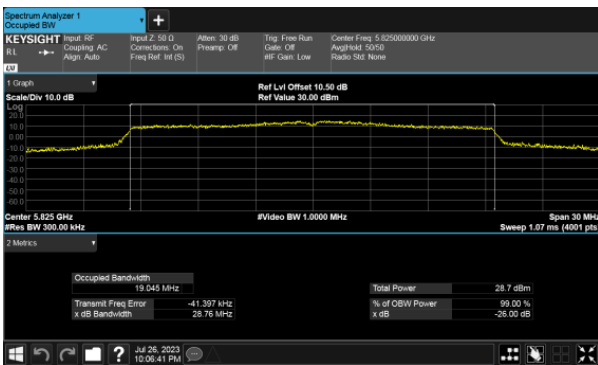 Spectrum Analyzer 1
Occupied BW
KEYSIGHT
RL
Input: RF
Coupling: AC
Align: Auto
Input Z: 50 Ω
Corrections: On
Freq Ref: Int (S)
Atten: 30 dB
Preamp: Off
Trig: Free Run
Gate: Off
#IF Gain: Low
Center Freq: 5.825000000 GHz
Avg|Hold: 50/50
Radio Std: None
1 Graph
Scale/Div 10.0 dB
Ref Lvl Offset 10.50 dB
Ref Value 30.00 dBm
Log
20.0
10.0
0.00
-10.0
-20.0
-30.0
-40.0
-50.0
-60.0
Center 5.825 GHz
#Res BW 300.00 kHz
#Video BW 1.0000 MHz
Span 30 MHz
Sweep 1.07 ms (4001 pts
2 Metrics
Occupied Bandwidth
19.045 MHz
Total Power 28.7 dBm
Transmit Freq Error -41.397 kHz
% of OBW Power 99.00 %
x dB Bandwidth 28.76 MHz
x dB -26.00 dB
?
Jul 26, 2023
10:06:41 PM